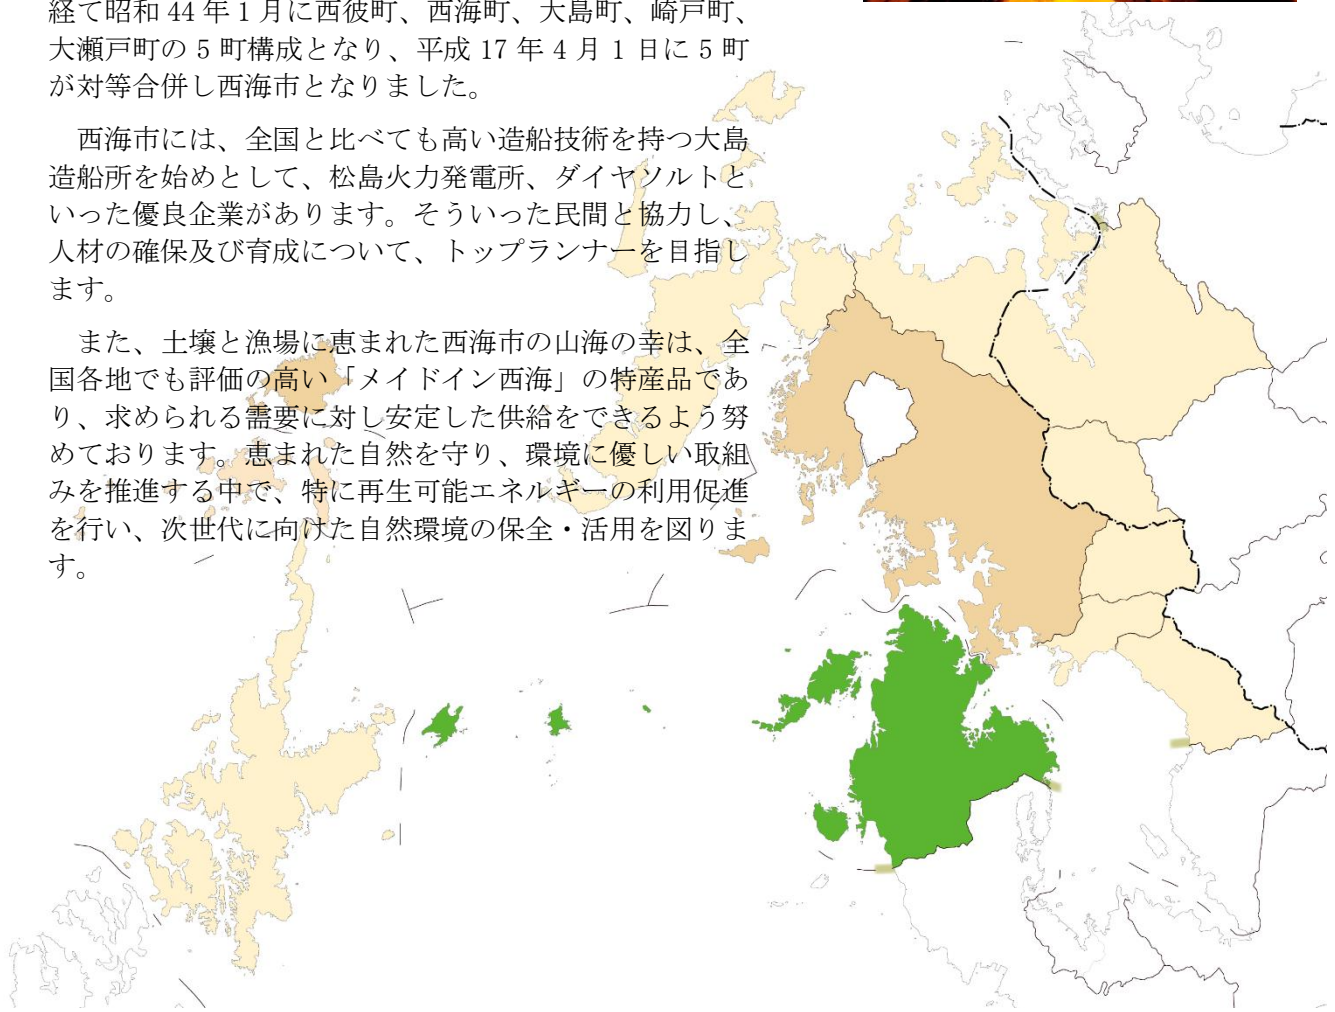 経て昭和 44 年 1 月に西彼町、西海町、大島町、崎戸町、
大瀬戸町の 5 町構成となり、平成 17 年 4 月 1 日に 5 町
が対等合併し西海市となりました。
西海市には、全国と比べても高い造船技術を持つ大島
造船所を始めとして、松島火力発電所、ダイヤソルトと
いった優良企業があります。そういった民間と協力し、
人材の確保及び育成について、トップランナーを目指し
ます。
また、土壌と漁場に恵まれた西海市の山海の幸は、全
国各地でも評価の高い「メイドイン西海」の特産品であ
り、求められる需要に対し安定した供給をできるよう努
めております。恵まれた自然を守り、環境に優しい取組
みを推進する中で、特に再生可能エネルギーの利用促進
を行い、次世代に向けた自然環境の保全・活用を図りま
す。